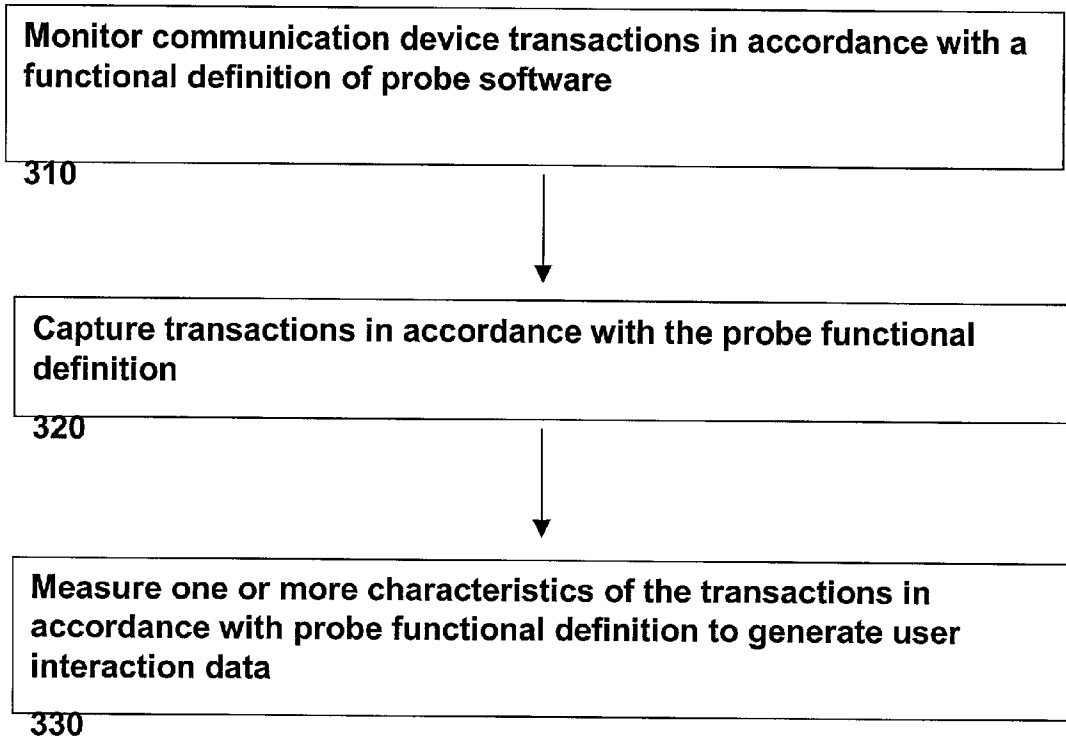 Monitor communication device transactions in accordance with a
functional definition of probe software
310
Capture transactions in accordance with the probe functional
definition
320
Measure one or more characteristics of the transactions in
accordance with probe functional definition to generate user
interaction data
330